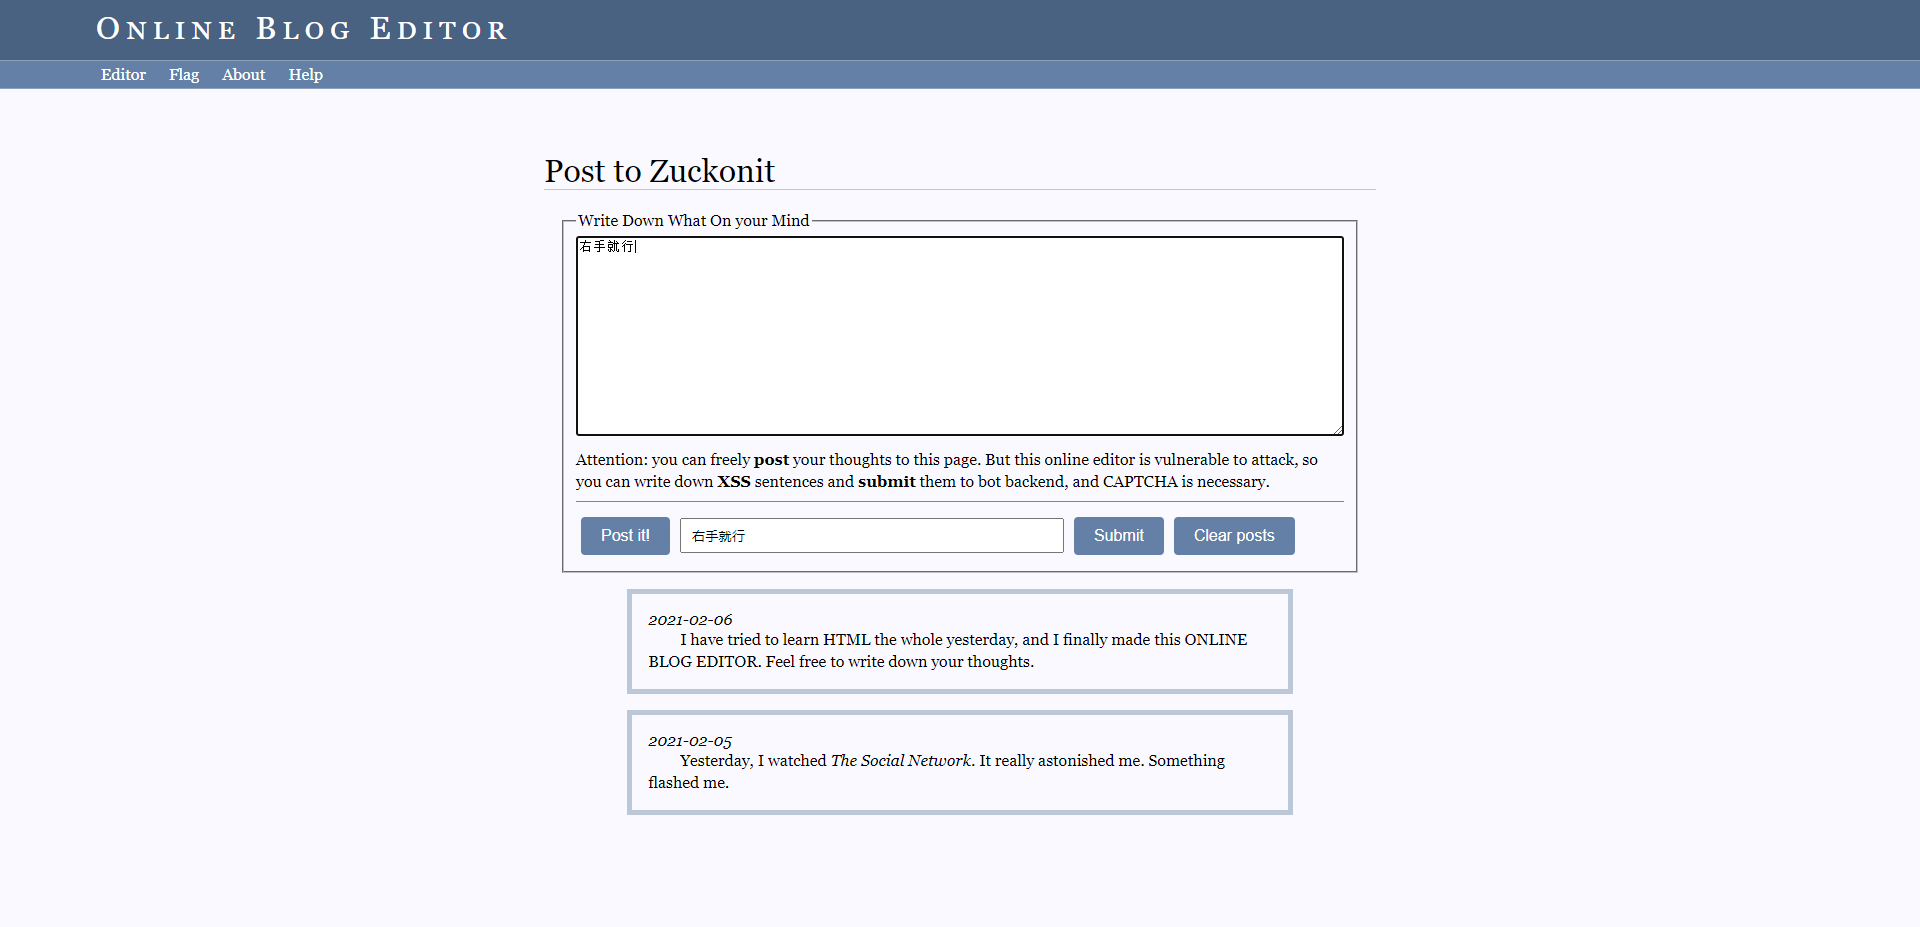 Online Blog Editor
Editor Flag About Help
Post to Zuckonit
Write Down What On your Mind
右手就行
Attention: you can freely post your thoughts to this page. But this online editor is vulnerable to attack, so
you can write down XSS sentences and submit them to bot backend, and CAPTCHA is necessary.
Post it! 右手就行 Submit Clear posts
2021-02-06
I have tried to learn HTML the whole yesterday, and I finally made this ONLINE
BLOG EDITOR. Feel free to write down your thoughts.
2021-02-05
Yesterday, I watched The Social Network. It really astonished me. Something
flashed me.